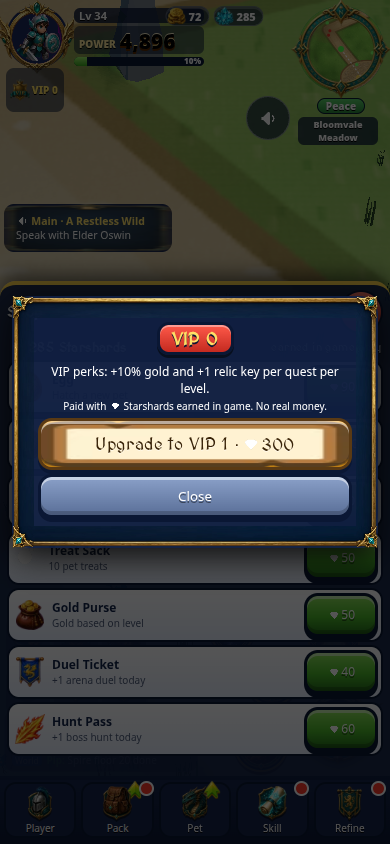 Lv 34
72
285
POWER 4,896
10%
VIP 0
Peace
Bloomvale
Meadow
Main · A Restless Wild
Speak with Elder Oswin
VIP 0
VIP perks: +10% gold and +1 relic key per quest per
level.
Paid with Starshards earned in game. No real money.
Upgrade to VIP 1 · 300
Close
Treat Sack
10 pet treats
50
Gold Purse
Gold based on level
50
Duel Ticket
+1 arena duel today
40
Hunt Pass
+1 boss hunt today
60
Player
Pack
Pet
Skill
Refine